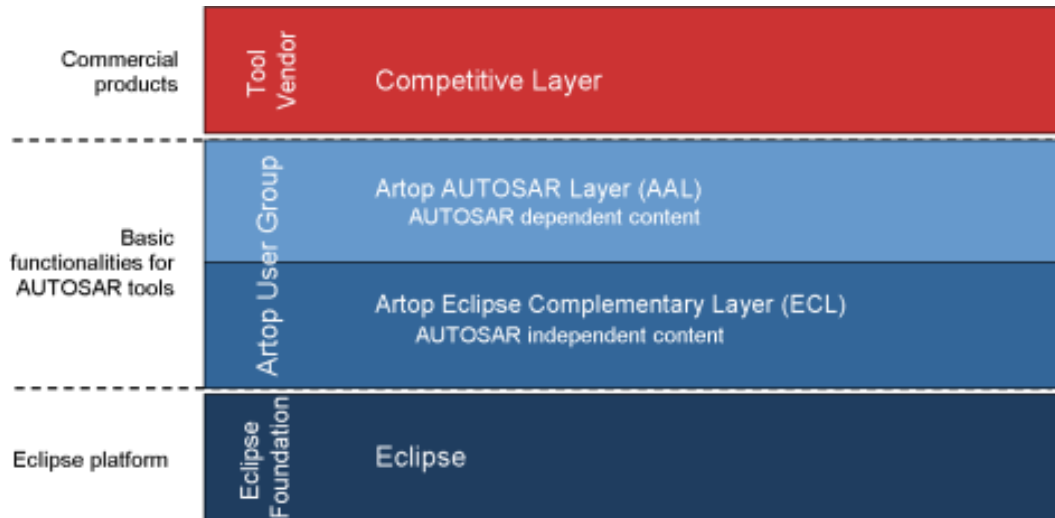 Commercial
products
Tool
Vendor
Competitive Layer
Basic
functionalities for
AUTOSAR tools
Artop User Group
Artop AUTOSAR Layer (AAL)
AUTOSAR dependent content
Artop Eclipse Complementary Layer (ECL)
AUTOSAR independent content
Eclipse platform
Eclipse
Foundation
Eclipse